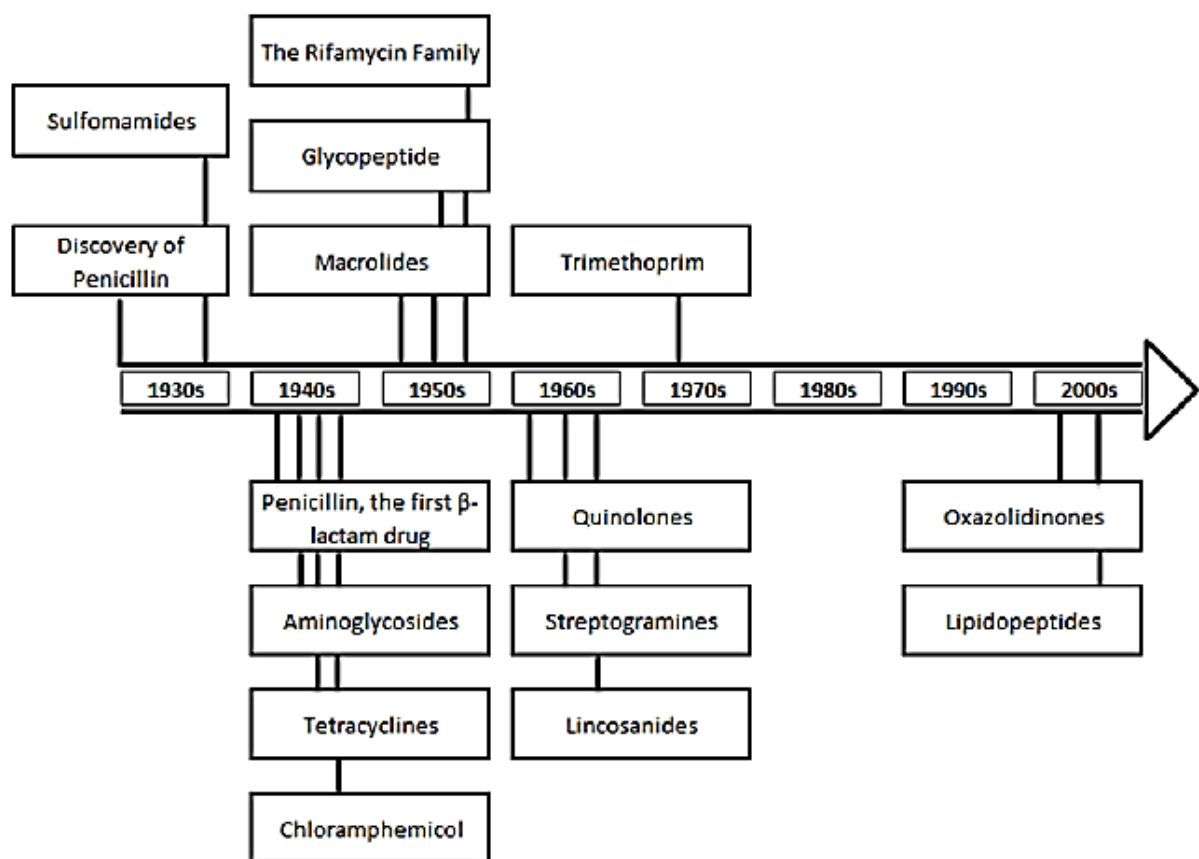 The Rifamycin Family
Sulfomamides
Glycopeptide
Discovery of
Penicillin
Macrolides
Trimethoprim
1930s
1940s
1950s
1960s
1970s
1980s
1990s
2000s
Penicillin, the first β-
lactam drug
Quinolones
Oxazolidinones
Aminoglycosides
Streptogramines
Lipidopeptides
Tetracyclines
Lincosanides
Chloramphemicol